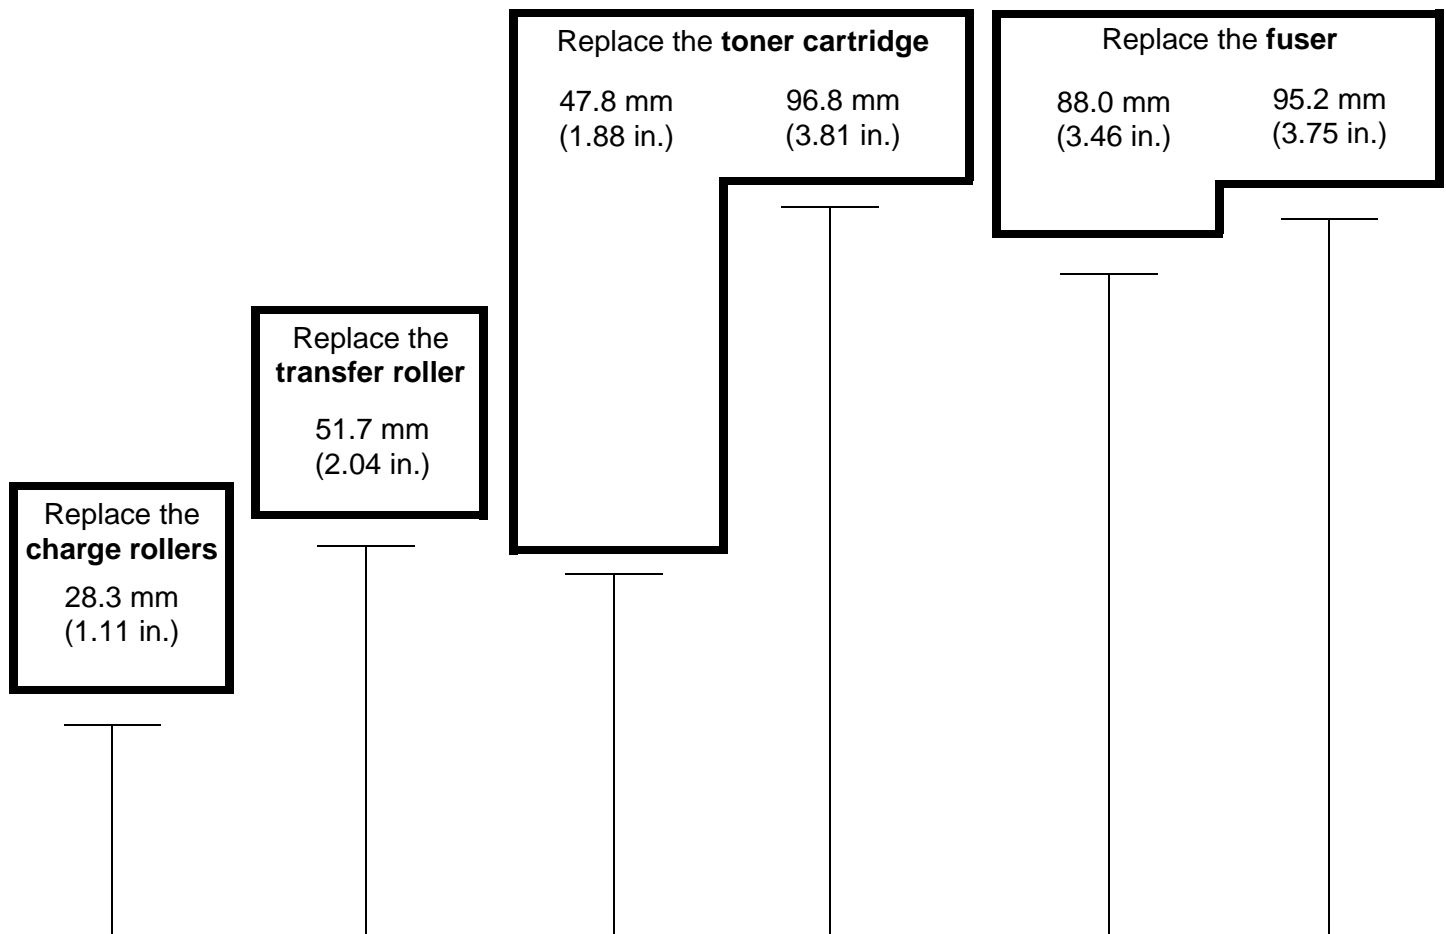 Replace the toner cartridge
47.8 mm
(1.88 in.)
96.8 mm
(3.81 in.)
Replace the fuser
88.0 mm
(3.46 in.)
95.2 mm
(3.75 in.)
Replace the
transfer roller
51.7 mm
(2.04 in.)
Replace the
charge rollers
28.3 mm
(1.11 in.)